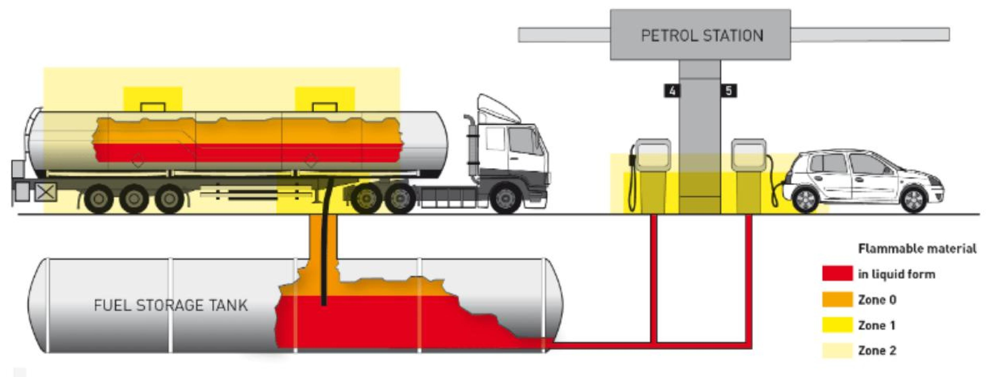 PETROL STATION
4
5
FUEL STORAGE TANK
Flammable material
in liquid form
Zone 0
Zone 1
Zone 2